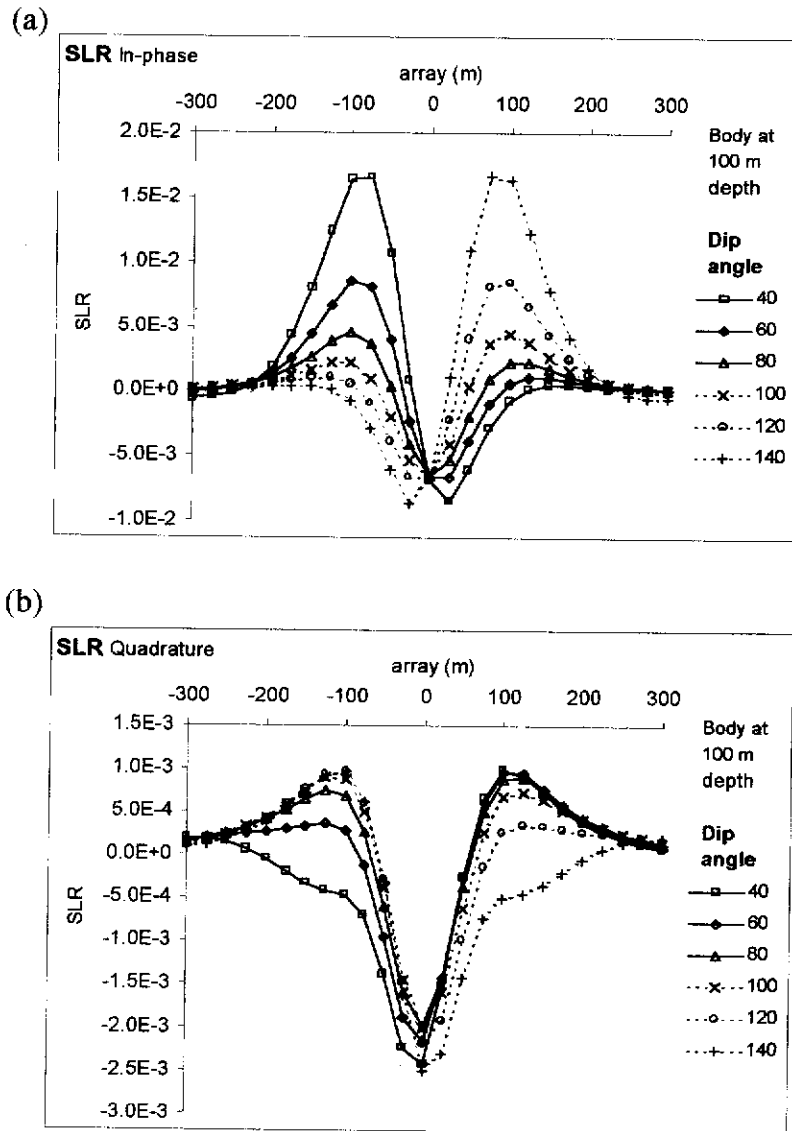 (a)
SLR In-phase
array (m)
-300 -200 -100 0 100 200 300
2.0E-2
1.5E-2
1.0E-2
5.0E-3
0.0E+0
-5.0E-3
-1.0E-2
SLR
Body at
100 m
depth
Dip
angle
40
60
80
100
120
140
(b)
SLR Quadrature
array (m)
-300 -200 -100 0 100 200 300
1.5E-3
1.0E-3
5.0E-4
0.0E+0
-5.0E-4
-1.0E-3
-1.5E-3
-2.0E-3
-2.5E-3
-3.0E-3
SLR
Body at
100 m
depth
Dip
angle
40
60
80
100
120
140